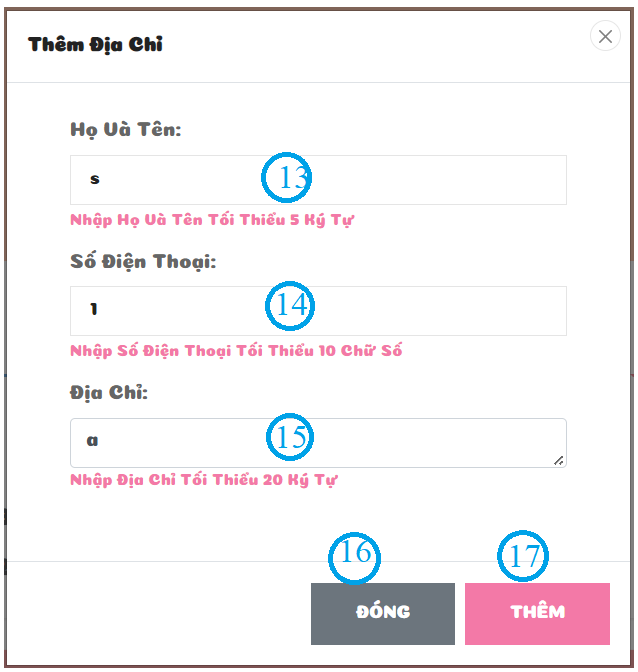 Thêm Địa Chỉ
Họ Và Tên:
s
13
Nhập Họ Và Tên Tối Thiểu 5 Ký Tự
Số Điện Thoại:
1
14
Nhập Số Điện Thoại Tối Thiểu 10 Chữ Số
Địa Chỉ:
a
15
Nhập Địa Chỉ Tối Thiểu 20 Ký Tự
16
17
ĐÓNG
THÊM